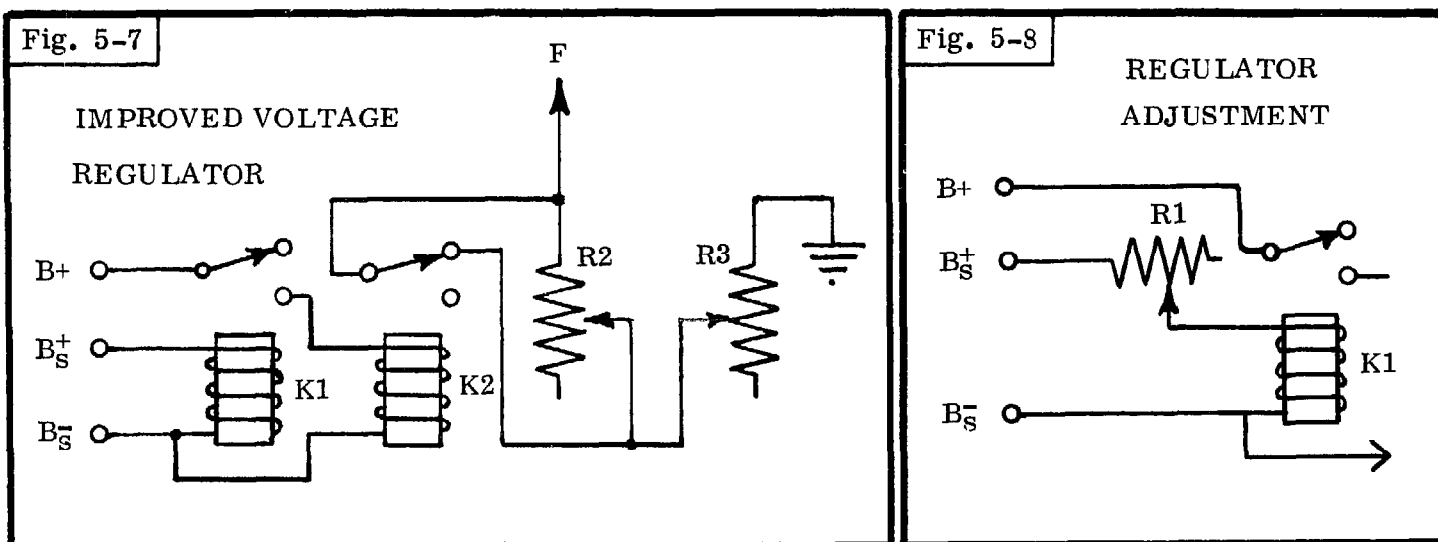 Fig. 5-7
IMPROVED VOLTAGE
REGULATOR
F
B+
R2
R3
B+S
K1
K2
B-S
Fig. 5-8
REGULATOR
ADJUSTMENT
B+
R1
B+S
K1
B-S